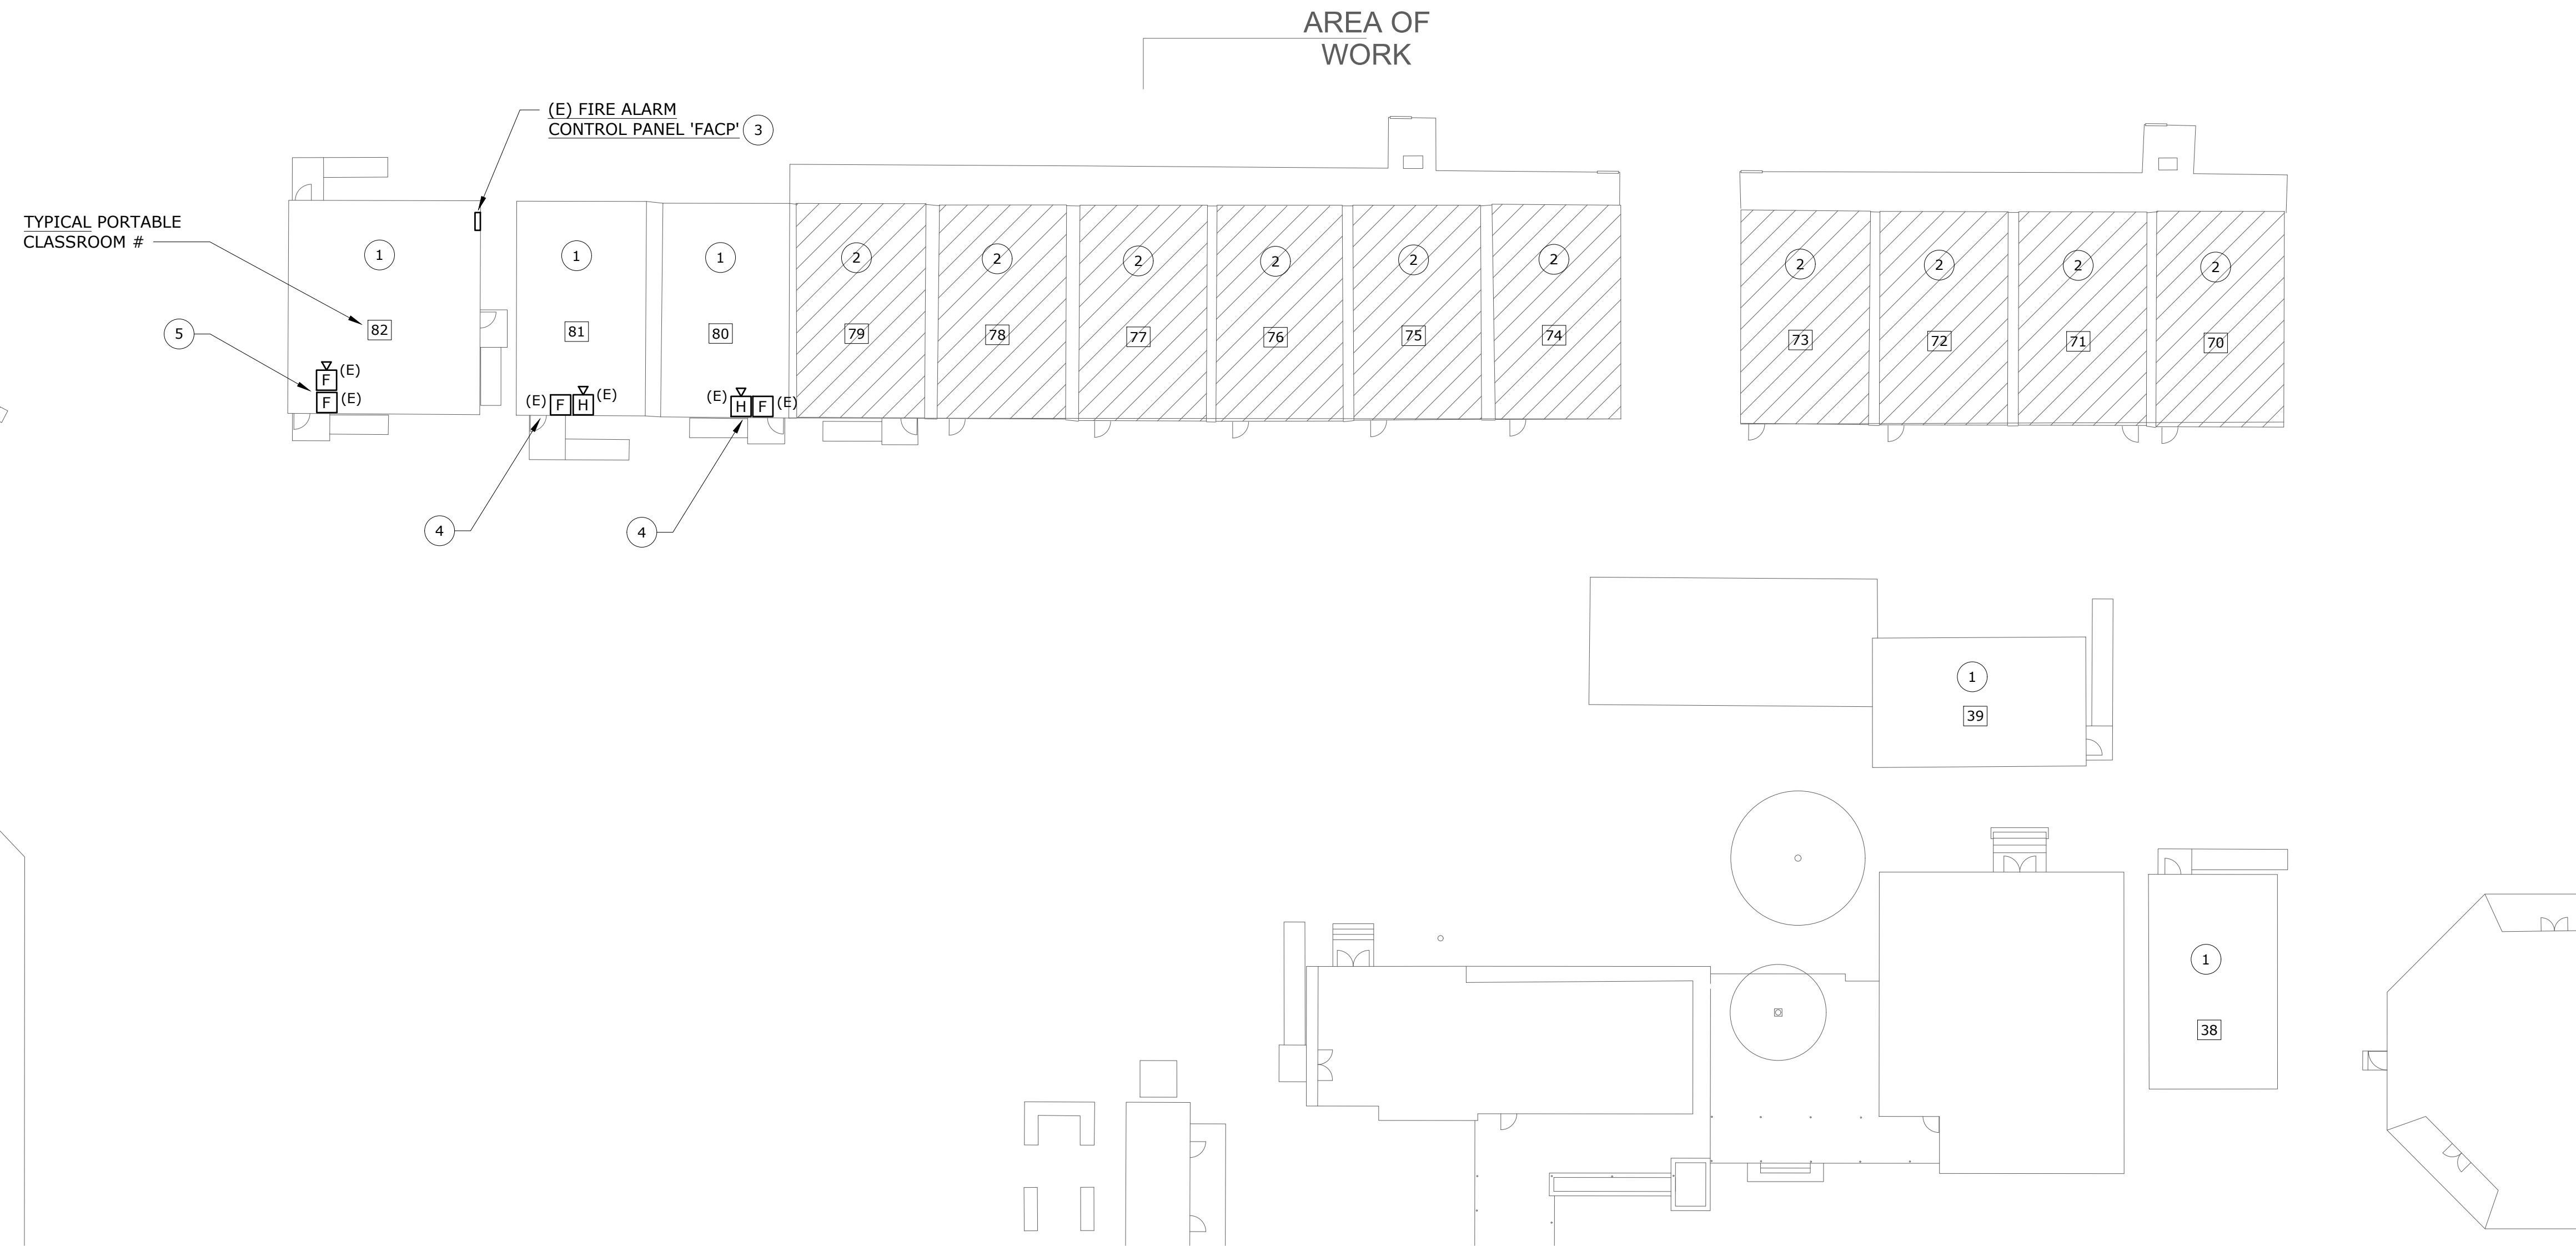 AREA OF
WORK
(E) FIRE ALARM
CONTROL PANEL 'FACP' 3
TYPICAL PORTABLE
CLASSROOM #
1 1 1 2 2 2 2 2 2 2 2 2 2
82 81 80 79 78 77 76 75 74 73 72 71 70
5
F (E)
F (E)
(E) F H (E)
(E) H F (E)
4
4
1
39
1
38